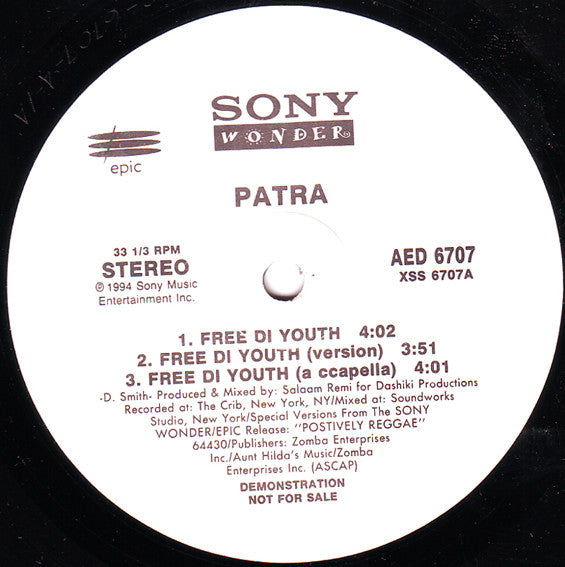 SONY
WONDER®
epic
PATRA
33 1/3 RPM
STEREO
℗ 1994 Sony Music
Entertainment Inc.
AED 6707
XSS 6707A
1. FREE DI YOUTH 4:02
2. FREE DI YOUTH (version) 3:51
3. FREE DI YOUTH (a ccapella) 4:01
-D. Smith- Produced & Mixed by: Salaam Remi for Dashiki Productions
Recorded at: The Crib, New York, NY/Mixed at: Soundworks
Studio, New York/Special Versions From The SONY
WONDER/EPIC Release: "POSTIVELY REGGAE"
64430/Publishers: Zomba Enterprises
Inc./Aunt Hilda's Music/Zomba
Enterprises Inc. (ASCAP)
DEMONSTRATION
NOT FOR SALE